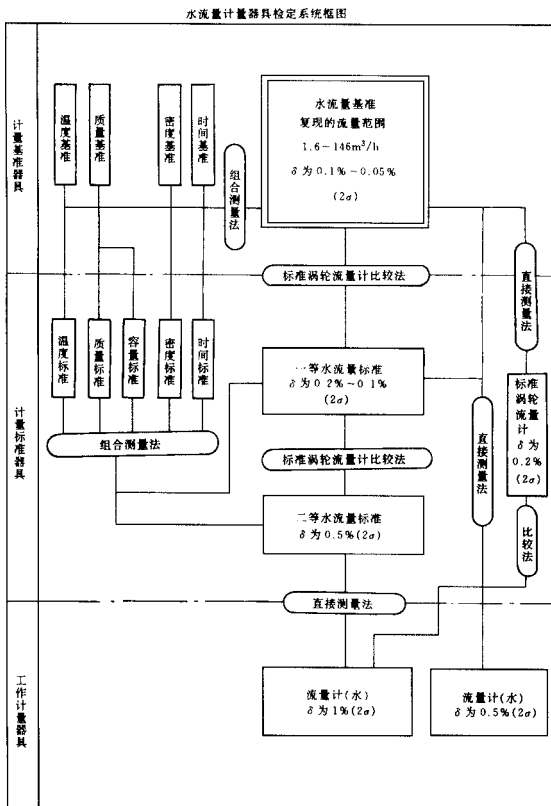 水流量计量器具检定系统框图
计量基准器具
温度基准
质量基准
密度基准
时间基准
组合测量法
水流量基准
复现的流量范围
1.6~146m³/h
δ为0.1%~0.05%
(2σ)
直接测量法
标准涡轮流量计比较法
计量标准器具
温度标准
质量标准
容量标准
密度标准
时间标准
组合测量法
一等水流量标准
δ为0.2%~0.1%
(2σ)
标准涡轮流量计比较法
二等水流量标准
δ为0.5%(2σ)
直接测量法
标准
涡轮
流量
计
δ为
0.2%
(2σ)
比较法
直接测量法
工作计量器具
流量计(水)
δ为1%(2σ)
流量计(水)
δ为0.5%(2σ)